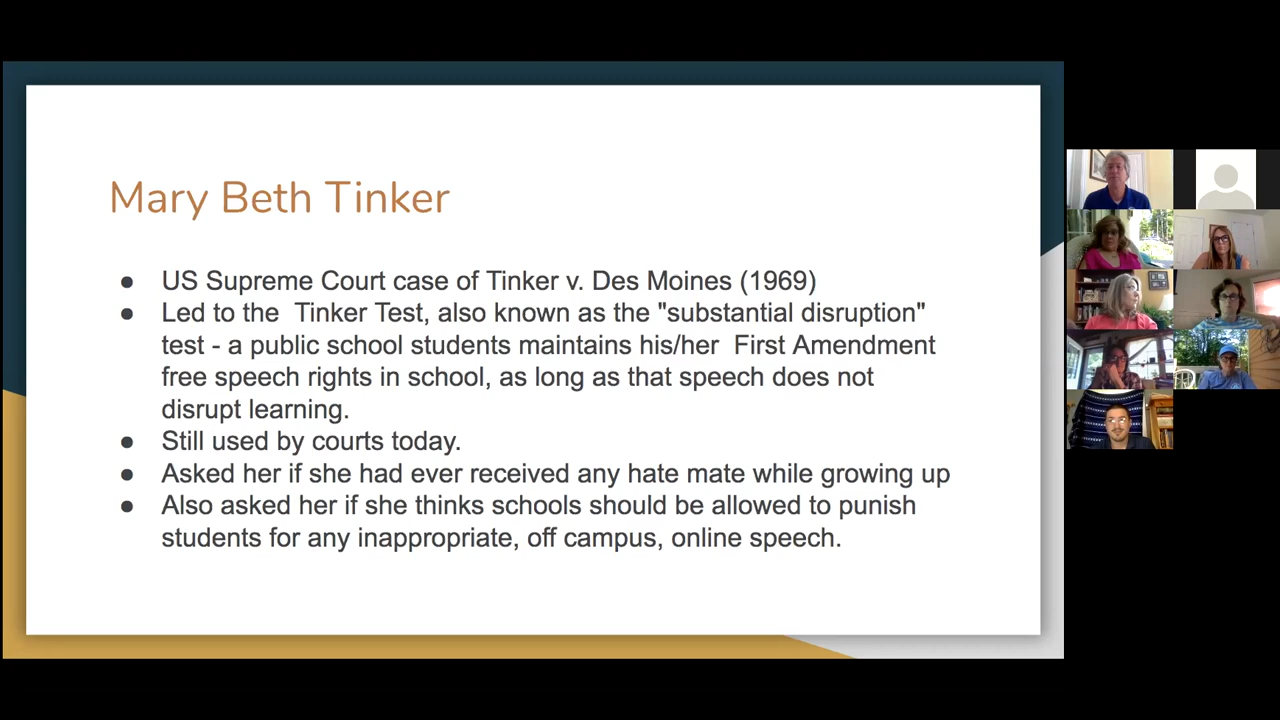 Mary Beth Tinker
● US Supreme Court case of Tinker v. Des Moines (1969)
● Led to the  Tinker Test, also known as the "substantial disruption"
test - a public school students maintains his/her  First Amendment
free speech rights in school, as long as that speech does not
disrupt learning.
● Still used by courts today.
● Asked her if she had ever received any hate mate while growing up
● Also asked her if she thinks schools should be allowed to punish
students for any inappropriate, off campus, online speech.